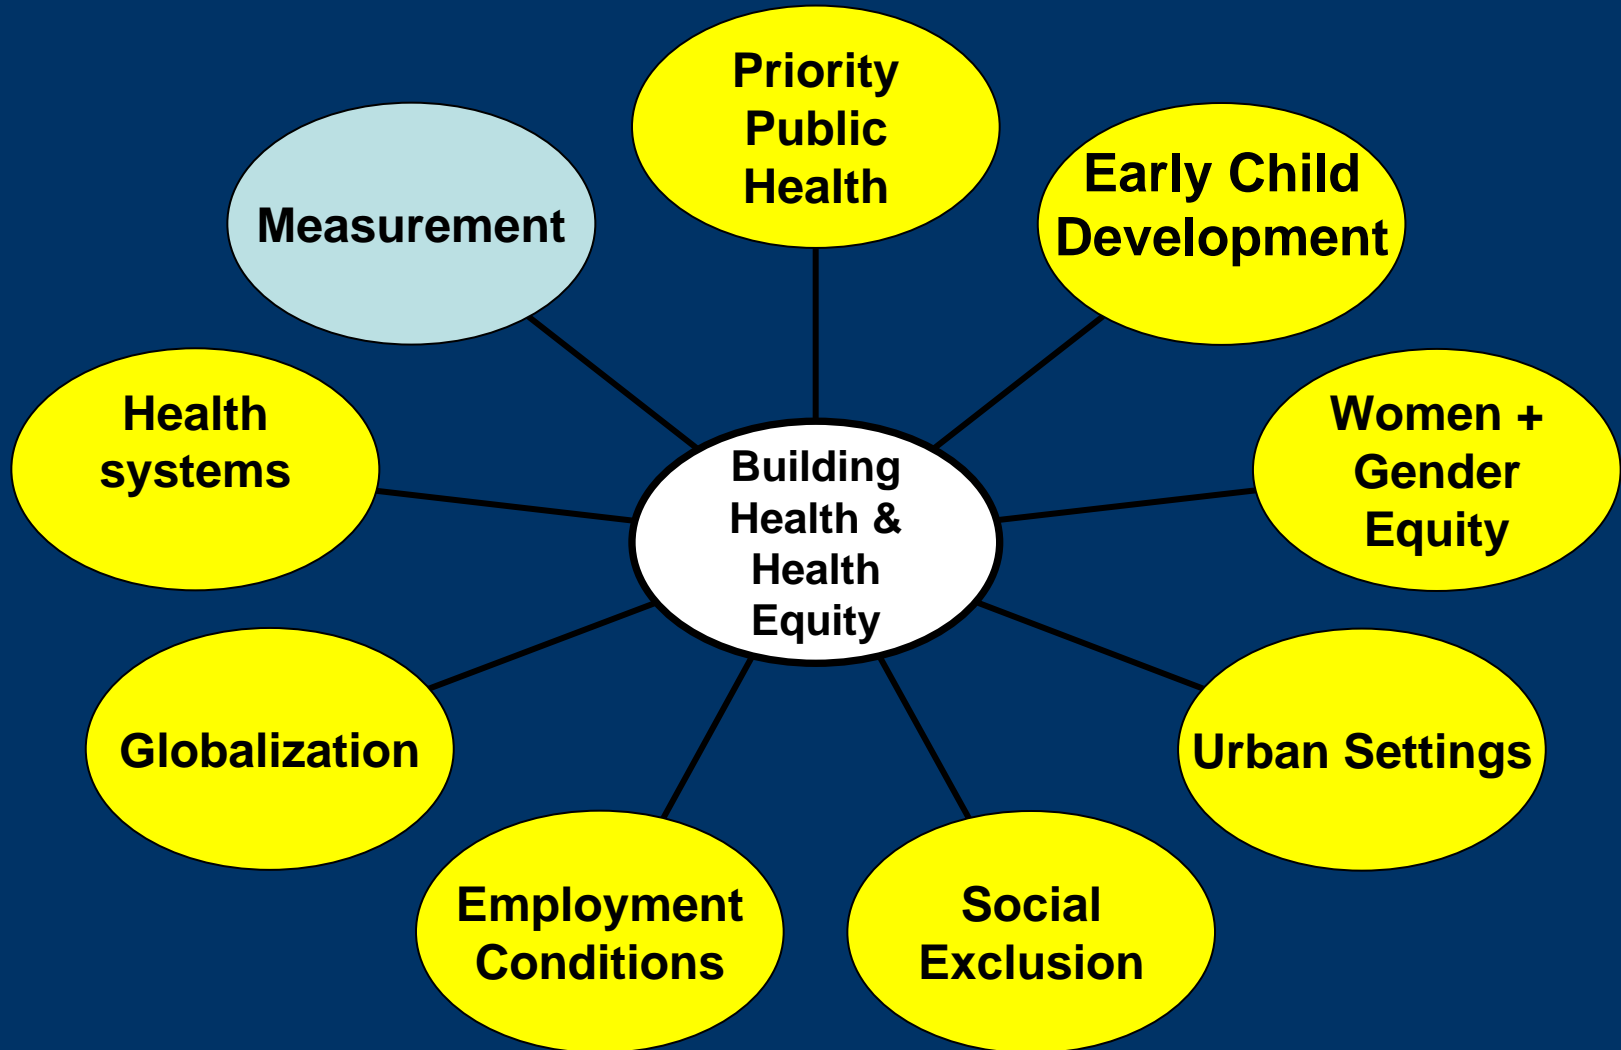 Priority
Public
Health
Early Child
Development
Measurement
Women +
Gender
Equity
Health
systems
Building
Health &
Health
Equity
Urban Settings
Globalization
Social
Exclusion
Employment
Conditions